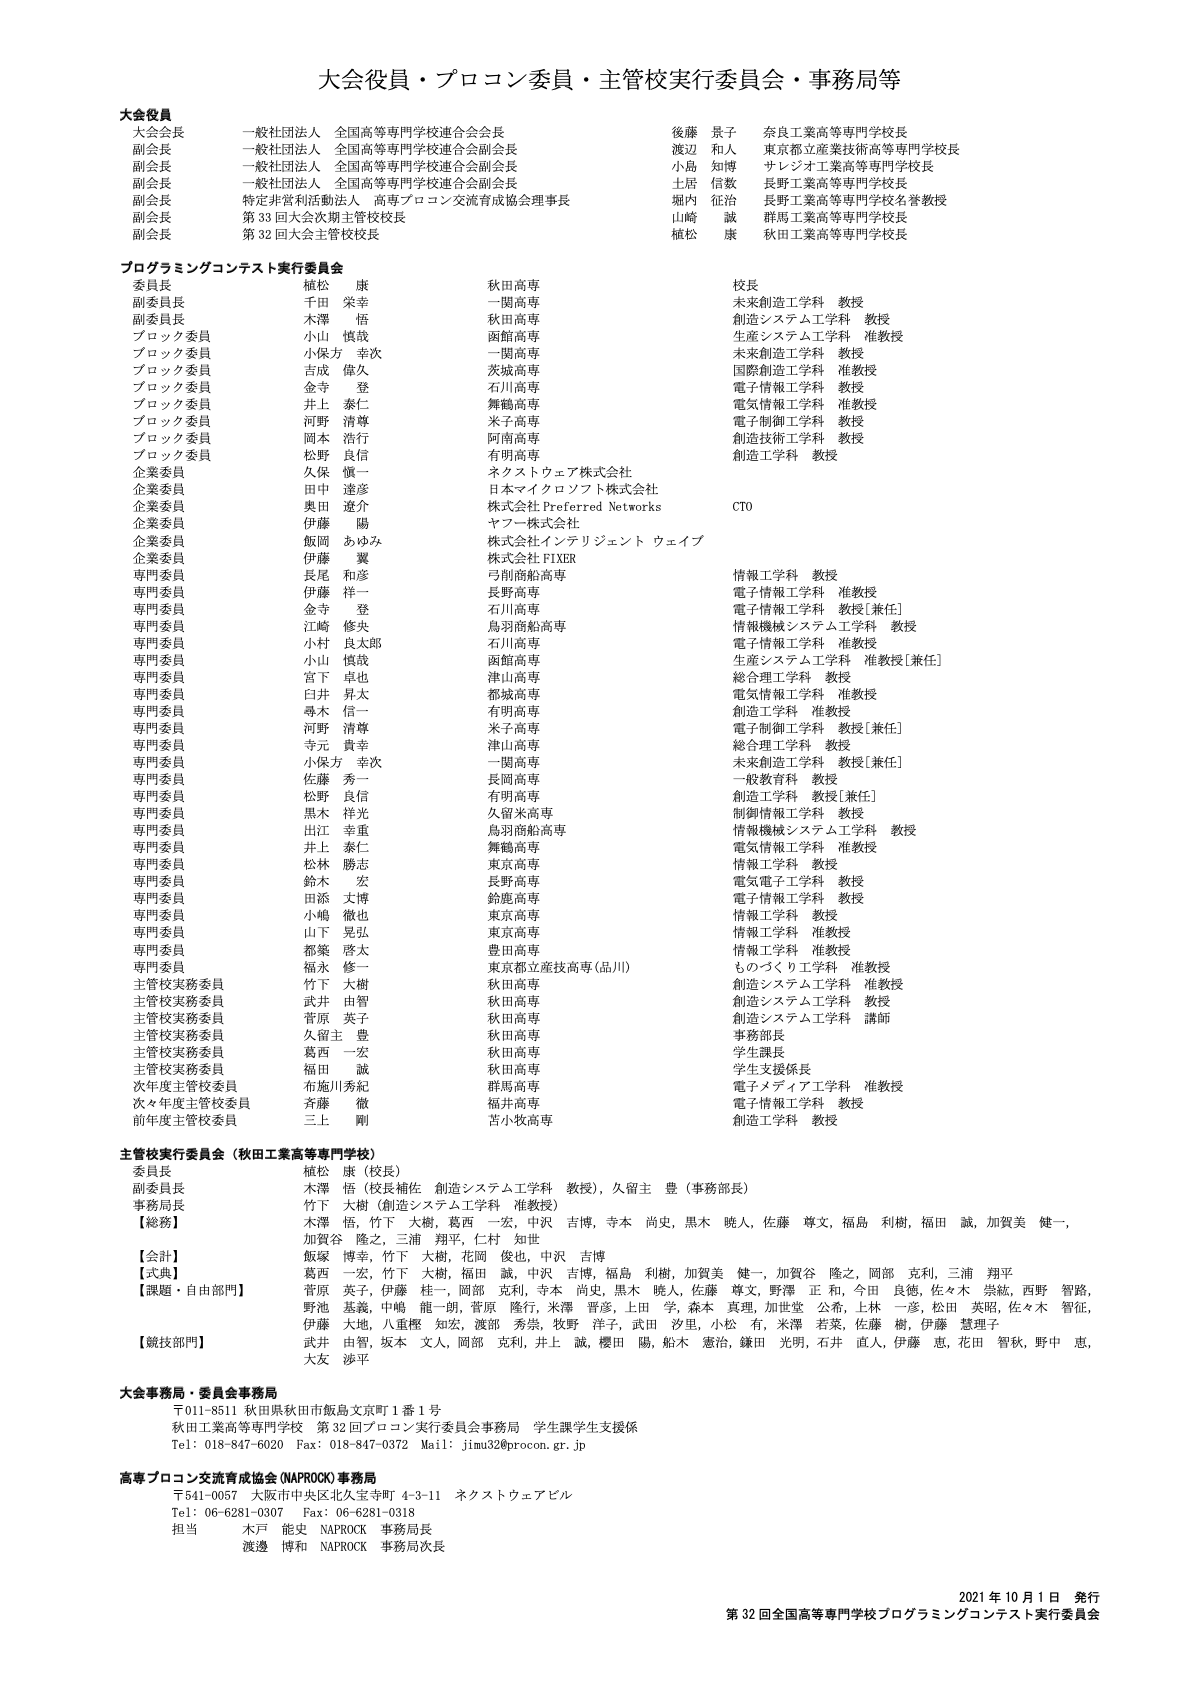 大会役員・プロコン委員・主管校実行委員会・事務局等
大会役員
大会会長 一般社団法人 全国高等専門学校連合会会長 後藤 景子 奈良工業高等専門学校長
副会長 一般社団法人 全国高等専門学校連合会副会長 渡辺 和人 東京都立産業技術高等専門学校長
副会長 一般社団法人 全国高等専門学校連合会副会長 小島 知博 サレジオ工業高等専門学校長
副会長 一般社団法人 全国高等専門学校連合会副会長 土居 信数 長野工業高等専門学校長
副会長 特定非営利活動法人 高専プロコン交流育成協会理事長 堀内 征治 長野工業高等専門学校名誉教授
副会長 第 33 回大会次期主管校校長 山崎 誠 群馬工業高等専門学校長
副会長 第 32 回大会主管校校長 植松 康 秋田工業高等専門学校長
プログラミングコンテスト実行委員会
委員長 植松 康 秋田高専 校長
副委員長 千田 栄幸 一関高専 未来創造工学科 教授
副委員長 木澤 悟 秋田高専 創造システム工学科 教授
ブロック委員 小山 慎哉 函館高専 生産システム工学科 准教授
ブロック委員 小保方 幸次 一関高専 未来創造工学科 教授
ブロック委員 吉成 偉久 茨城高専 国際創造工学科 准教授
ブロック委員 金寺 登 石川高専 電子情報工学科 教授
ブロック委員 井上 泰仁 舞鶴高専 電気情報工学科 准教授
ブロック委員 河野 清尊 米子高専 電子制御工学科 教授
ブロック委員 岡本 浩行 阿南高専 創造技術工学科 教授
ブロック委員 松野 良信 有明高専 創造工学科 教授
企業委員 久保 愼一 ネクストウェア株式会社
企業委員 田中 達彦 日本マイクロソフト株式会社
企業委員 奥田 遼介 株式会社 Preferred Networks CTO
企業委員 伊藤 陽 ヤフー株式会社
企業委員 飯岡 あゆみ 株式会社インテリジェント ウェイブ
企業委員 伊藤 翼 株式会社 FIXER
専門委員 長尾 和彦 弓削商船高専 情報工学科 教授
専門委員 伊藤 祥一 長野高専 電子情報工学科 准教授
専門委員 金寺 登 石川高専 電子情報工学科 教授[兼任]
専門委員 江崎 修央 鳥羽商船高専 情報機械システム工学科 教授
専門委員 小村 良太郎 石川高専 電子情報工学科 准教授
専門委員 小山 慎哉 函館高専 生産システム工学科 准教授[兼任]
専門委員 宮下 卓也 津山高専 総合理工学科 教授
専門委員 臼井 昇太 都城高専 電気情報工学科 准教授
専門委員 尋木 信一 有明高専 創造工学科 准教授
専門委員 河野 清尊 米子高専 電子制御工学科 教授[兼任]
専門委員 寺元 貴幸 津山高専 総合理工学科 教授
専門委員 小保方 幸次 一関高専 未来創造工学科 教授[兼任]
専門委員 佐藤 秀一 長岡高専 一般教育科 教授
専門委員 松野 良信 有明高専 創造工学科 教授[兼任]
専門委員 黒木 祥光 久留米高専 制御情報工学科 教授
専門委員 出江 幸重 鳥羽商船高専 情報機械システム工学科 教授
専門委員 井上 泰仁 舞鶴高専 電気情報工学科 准教授
専門委員 松林 勝志 東京高専 情報工学科 教授
専門委員 鈴木 宏 長野高専 電気電子工学科 教授
専門委員 田添 丈博 鈴鹿高専 電子情報工学科 教授
専門委員 小嶋 徹也 東京高専 情報工学科 教授
専門委員 山下 晃弘 東京高専 情報工学科 准教授
専門委員 都築 啓太 豊田高専 情報工学科 准教授
専門委員 福永 修一 東京都立産技高専(品川) ものづくり工学科 准教授
主管校実務委員 竹下 大樹 秋田高専 創造システム工学科 准教授
主管校実務委員 武井 由智 秋田高専 創造システム工学科 教授
主管校実務委員 菅原 英子 秋田高専 創造システム工学科 講師
主管校実務委員 久留主 豊 秋田高専 事務部長
主管校実務委員 葛西 一宏 秋田高専 学生課長
主管校実務委員 福田 誠 秋田高専 学生支援係長
次年度主管校委員 布施川秀紀 群馬高専 電子メディア工学科 准教授
次々年度主管校委員 斉藤 徹 福井高専 電子情報工学科 教授
前年度主管校委員 三上 剛 苫小牧高専 創造工学科 教授
主管校実行委員会（秋田工業高等専門学校）
委員長 植松 康（校長）
副委員長 木澤 悟（校長補佐 創造システム工学科 教授），久留主 豊（事務部長）
事務局長 竹下 大樹（創造システム工学科 准教授）
【総務】 木澤 悟，竹下 大樹，葛西 一宏，中沢 吉博，寺本 尚史，黒木 暁人，佐藤 尊文，福島 利樹，福田 誠，加賀美 健一，
加賀谷 隆之，三浦 翔平，仁村 知世
【会計】 飯塚 博幸，竹下 大樹，花岡 俊也，中沢 吉博
【式典】 葛西 一宏，竹下 大樹，福田 誠，中沢 吉博，福島 利樹，加賀美 健一，加賀谷 隆之，岡部 克利，三浦 翔平
【課題・自由部門】 菅原 英子，伊藤 桂一，岡部 克利，寺本 尚史，黒木 暁人，佐藤 尊文，野澤 正 和，今田 良徳，佐々木 崇紘，西野 智路，
野池 基義，中嶋 龍一朗，菅原 隆行，米澤 晋彦，上田 学，森本 真理，加世堂 公希，上林 一彦，松田 英昭，佐々木 智征，
伊藤 大地，八重樫 知宏，渡部 秀崇，牧野 洋子，武田 汐里，小松 有，米澤 若菜，佐藤 樹，伊藤 慧理子
【競技部門】 武井 由智，坂本 文人，岡部 克利，井上 誠，櫻田 陽，船木 憲治，鎌田 光明，石井 直人，伊藤 恵，花田 智秋，野中 恵，
大友 渉平
大会事務局・委員会事務局
〒011-8511 秋田県秋田市飯島文京町 1 番 1 号
秋田工業高等専門学校 第 32 回プロコン実行委員会事務局 学生課学生支援係
Tel: 018-847-6020 Fax: 018-847-0372 Mail: jimu32@procon.gr.jp
高専プロコン交流育成協会(NAPROCK)事務局
〒541-0057 大阪市中央区北久宝寺町 4-3-11 ネクストウェアビル
Tel: 06-6281-0307 Fax: 06-6281-0318
担当 木戸 能史 NAPROCK 事務局長
渡邊 博和 NAPROCK 事務局次長
2021 年 10 月 1 日 発行
第 32 回全国高等専門学校プログラミングコンテスト実行委員会